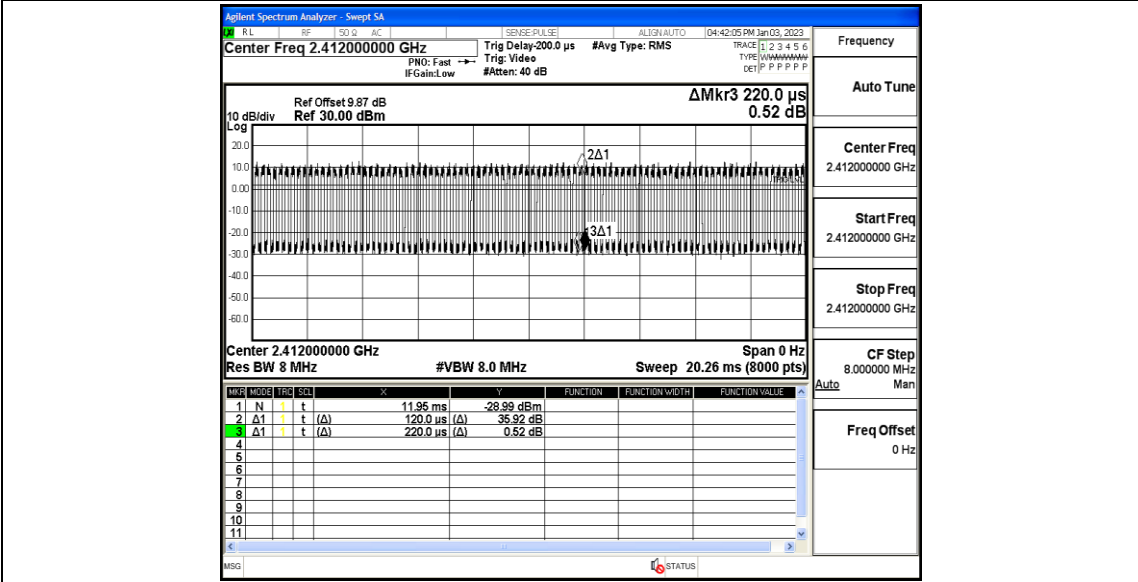 Agilent Spectrum Analyzer - Swept SA
RL RF 50 Ω AC SENSE:PULSE ALIGN AUTO 04:42:05 PM Jan 03, 2023
Center Freq 2.412000000 GHz
PNO: Fast
IFGain:Low
Trig Delay-200.0 µs
Trig: Video
#Atten: 40 dB
#Avg Type: RMS
TRACE 1 2 3 4 5 6
TYPE WWWWWW
DET P P P P P P
Frequency
Auto Tune
ΔMkr3 220.0 µs
0.52 dB
Ref Offset 9.87 dB
10 dB/div Ref 30.00 dBm
Log
20.0
10.0
0.00
-10.0
-20.0
-30.0
-40.0
-50.0
-60.0
2Δ1
TRIG LVL
3Δ1
Center Freq
2.412000000 GHz
Start Freq
2.412000000 GHz
Stop Freq
2.412000000 GHz
CF Step
8.000000 MHz
Auto Man
Freq Offset
0 Hz
Center 2.412000000 GHz Span 0 Hz
Res BW 8 MHz #VBW 8.0 MHz Sweep 20.26 ms (8000 pts)
MKR MODE TRC SCL X Y FUNCTION FUNCTION WIDTH FUNCTION VALUE
1 N t 11.95 ms -28.99 dBm
2 Δ1 t (Δ) 120.0 µs (Δ) 35.92 dB
3 Δ1 t (Δ) 220.0 µs (Δ) 0.52 dB
4
5
6
7
8
9
10
11
MSG STATUS